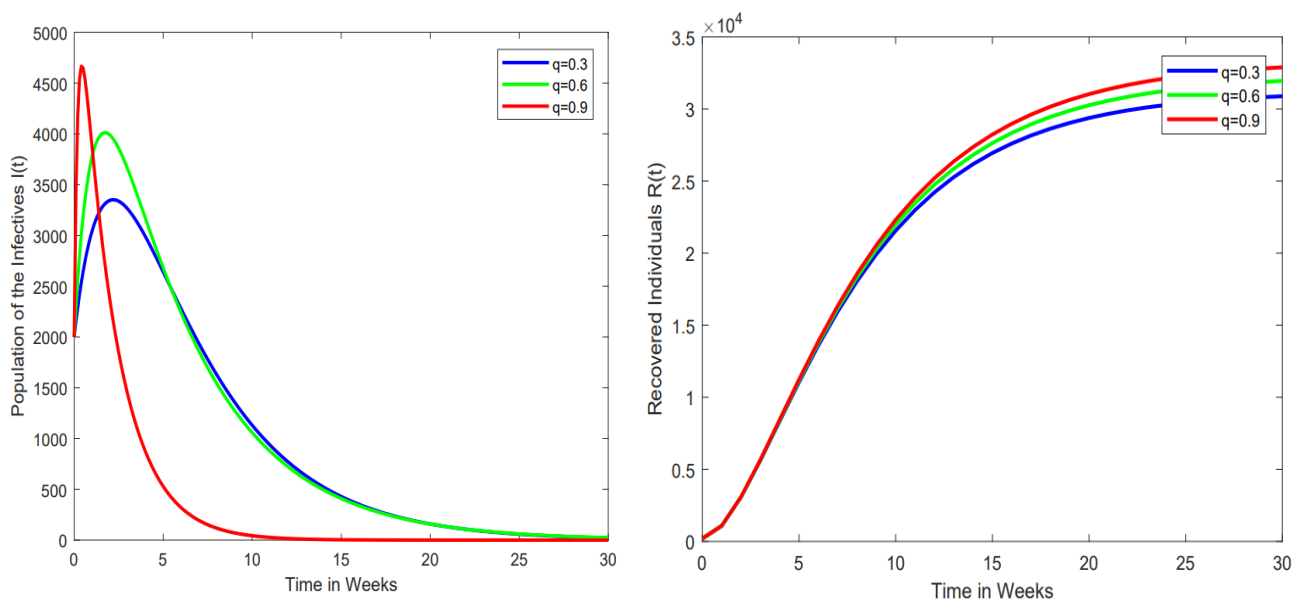 5000
4500
4000
3500
3000
2500
2000
1500
1000
500
0
Population of the Infectives I(t)
q=0.3
q=0.6
q=0.9
0 5 10 15 20 25 30
Time in Weeks
×10^4
3.5
3
2.5
2
1.5
1
0.5
0
Recovered Individuals R(t)
q=0.3
q=0.6
q=0.9
0 5 10 15 20 25 30
Time in Weeks